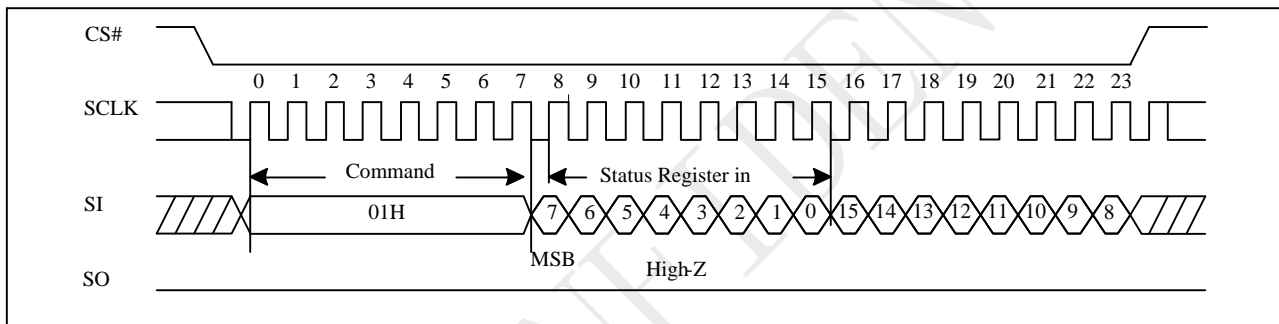 CS#
0 1 2 3 4 5 6 7 8 9 10 11 12 13 14 15 16 17 18 19 20 21 22 23
SCLK
Command Status Register in
SI 01H 7 6 5 4 3 2 1 0 15 14 13 12 11 10 9 8
MSB High-Z
SO